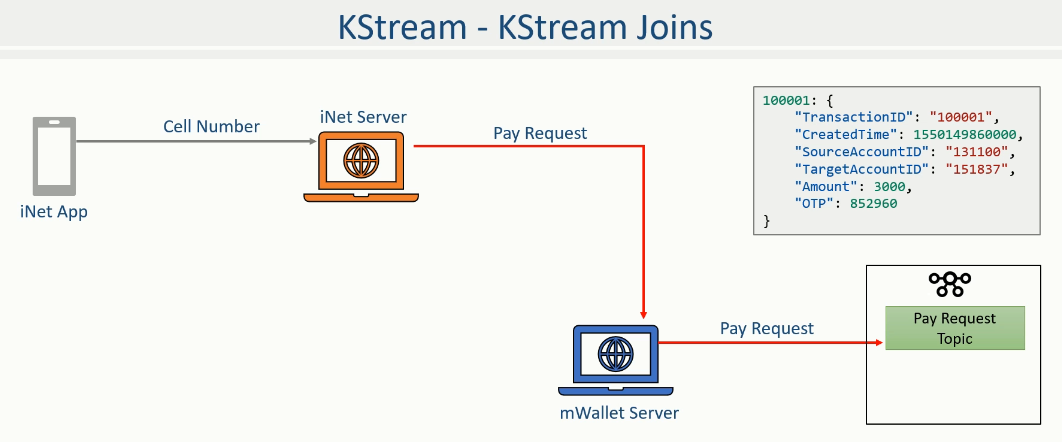 KStream - KStream Joins
iNet App
Cell Number
iNet Server
Pay Request
100001: {
"TransactionID": "100001",
"CreatedTime": 1550149860000,
"SourceAccountID": "131100",
"TargetAccountID": "151837",
"Amount": 3000,
"OTP": 852960
}
mWallet Server
Pay Request
Pay Request
Topic